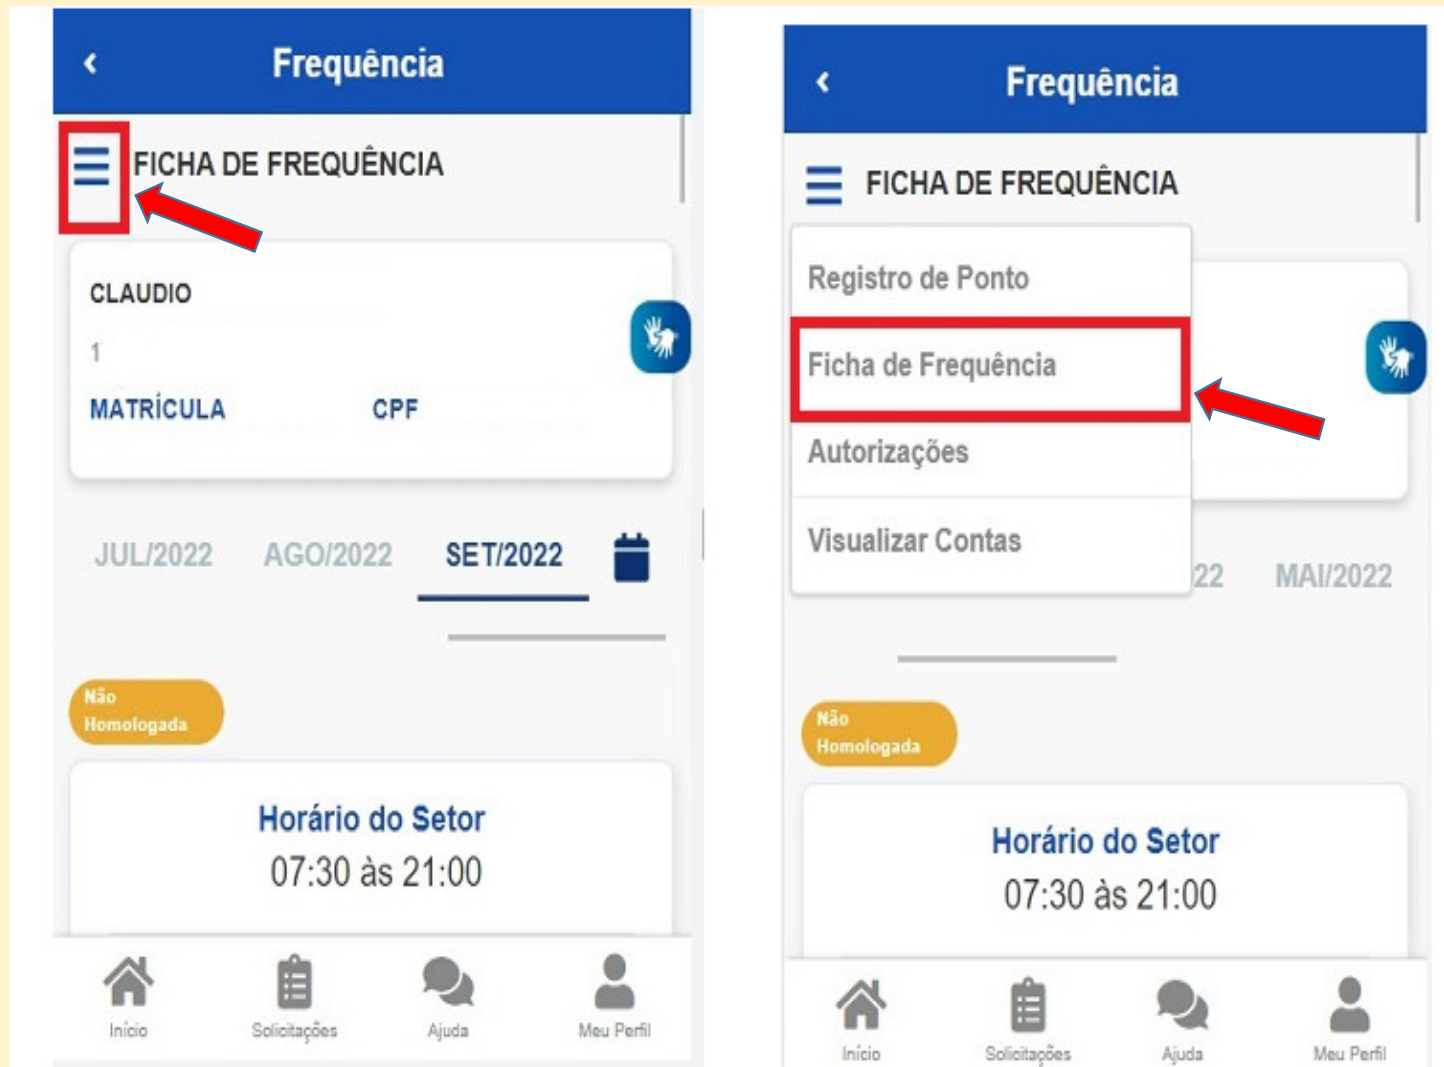 Frequência
FICHA DE FREQUÊNCIA
CLAUDIO
1
MATRÍCULA CPF
JUL/2022 AGO/2022 SET/2022
Não
Homologada
Horário do Setor
07:30 às 21:00
Início Solicitações Ajuda Meu Perfil
Frequência
FICHA DE FREQUÊNCIA
Registro de Ponto
Ficha de Frequência
Autorizações
Visualizar Contas
22 MAI/2022
Não
Homologada
Horário do Setor
07:30 às 21:00
Início Solicitações Ajuda Meu Perfil